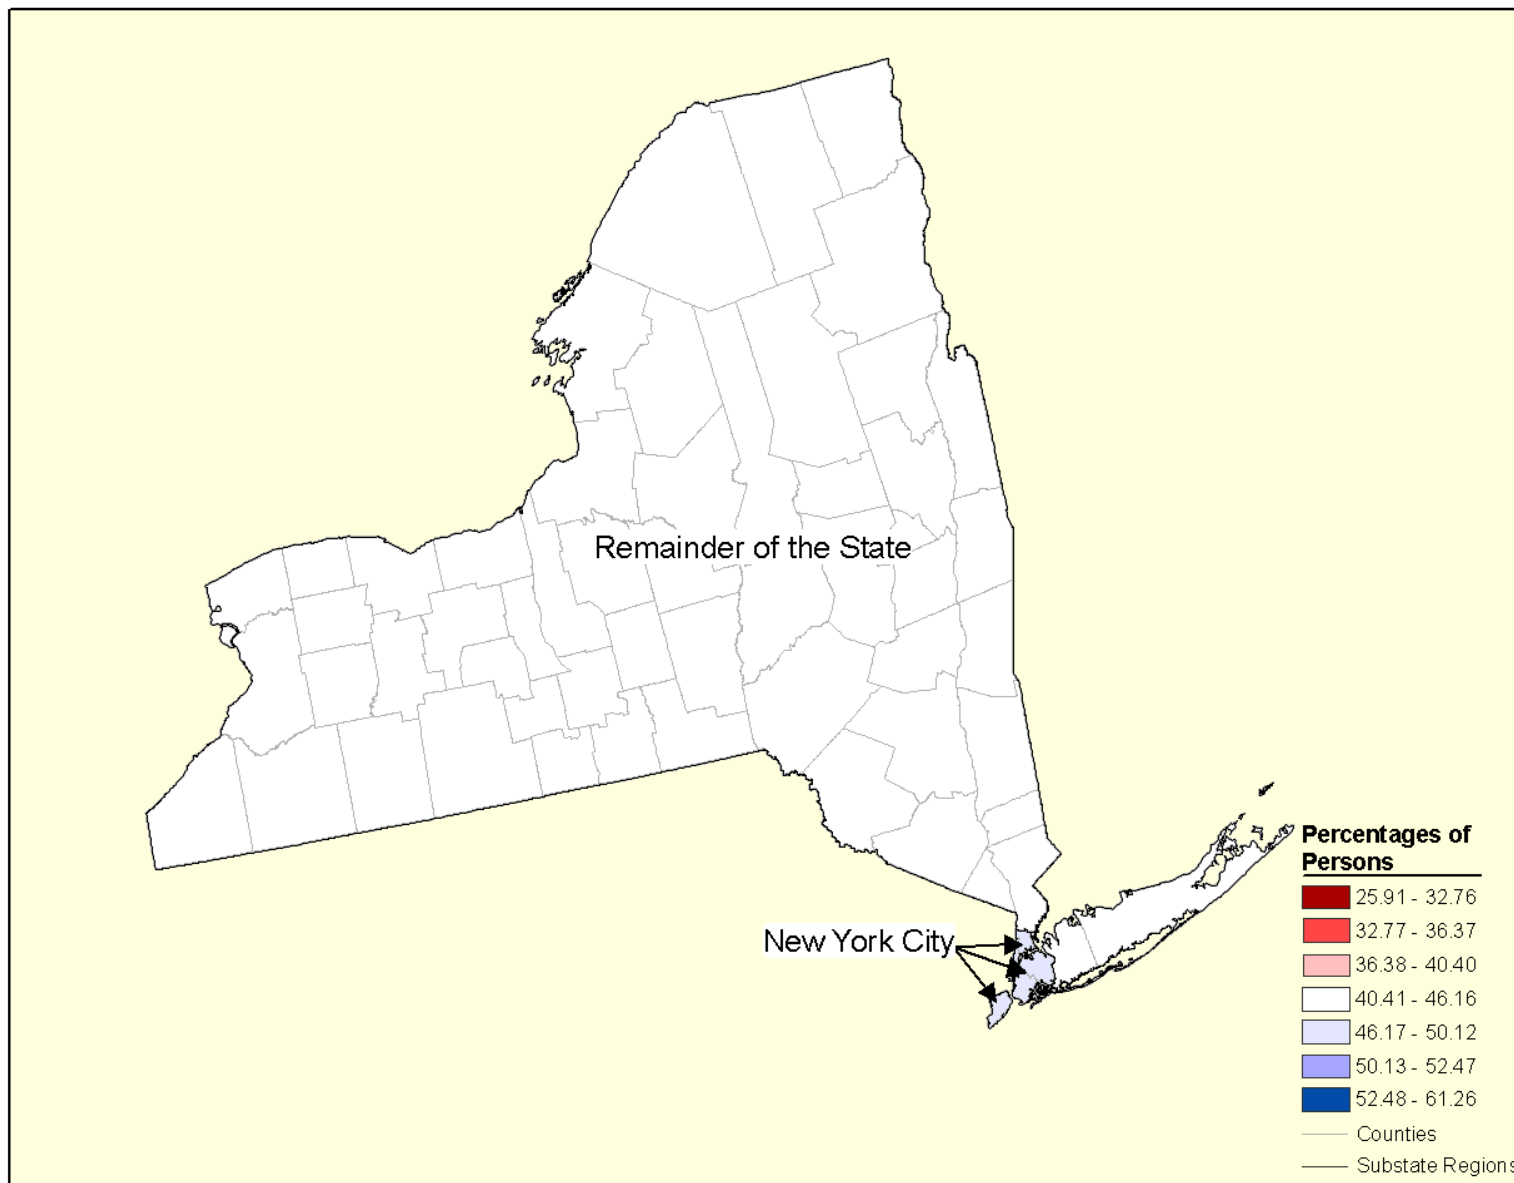 Remainder of the State
New York City
Percentages of
Persons
25.91 - 32.76
32.77 - 36.37
36.38 - 40.40
40.41 - 46.16
46.17 - 50.12
50.13 - 52.47
52.48 - 61.26
Counties
Substate Regions